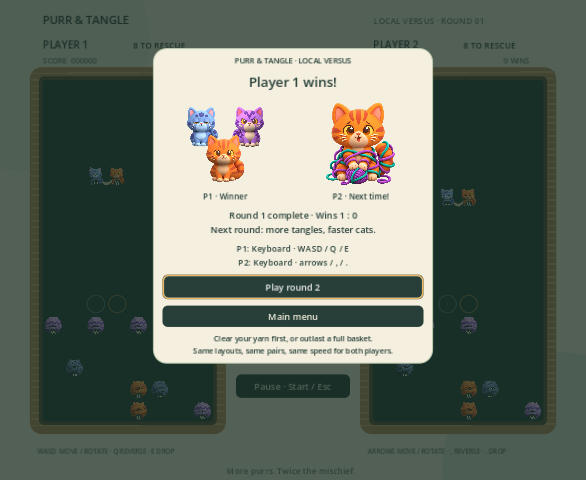 PURR & TANGLE
LOCAL VERSUS · ROUND 01
PLAYER 1
8 TO RESCUE
PLAYER 2
8 TO RESCUE
SCORE 000000
0 WINS
PURR & TANGLE · LOCAL VERSUS
Player 1 wins!
P1 · Winner
P2 · Next time!
Round 1 complete · Wins 1 : 0
Next round: more tangles, faster cats.
P1: Keyboard · WASD / Q / E
P2: Keyboard · arrows / , / .
Play round 2
Main menu
Clear your yarn first, or outlast a full basket.
Same layouts, same pairs, same speed for both players.
Pause · Start / Esc
WASD MOVE / ROTATE · Q REVERSE · E DROP
ARROWS MOVE / ROTATE · , REVERSE · . DROP
More purrs. Twice the mischief.